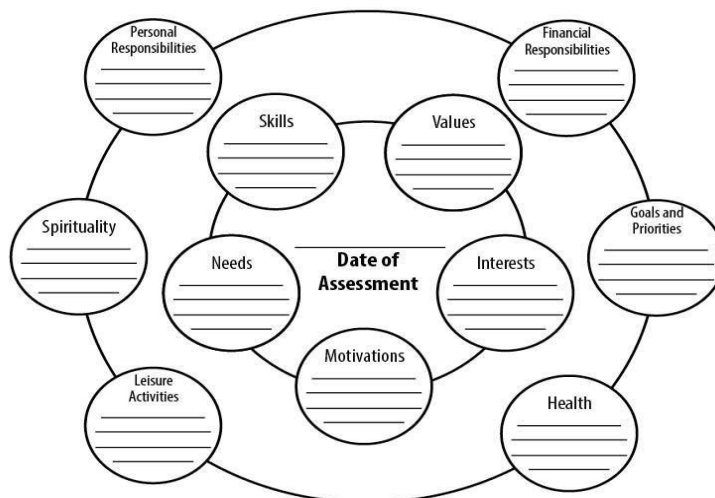 Personal
Responsibilities
Financial
Responsibilities
Skills
Values
Spirituality
Goals and
Priorities
Needs
Date of
Assessment
Interests
Motivations
Leisure
Activities
Health